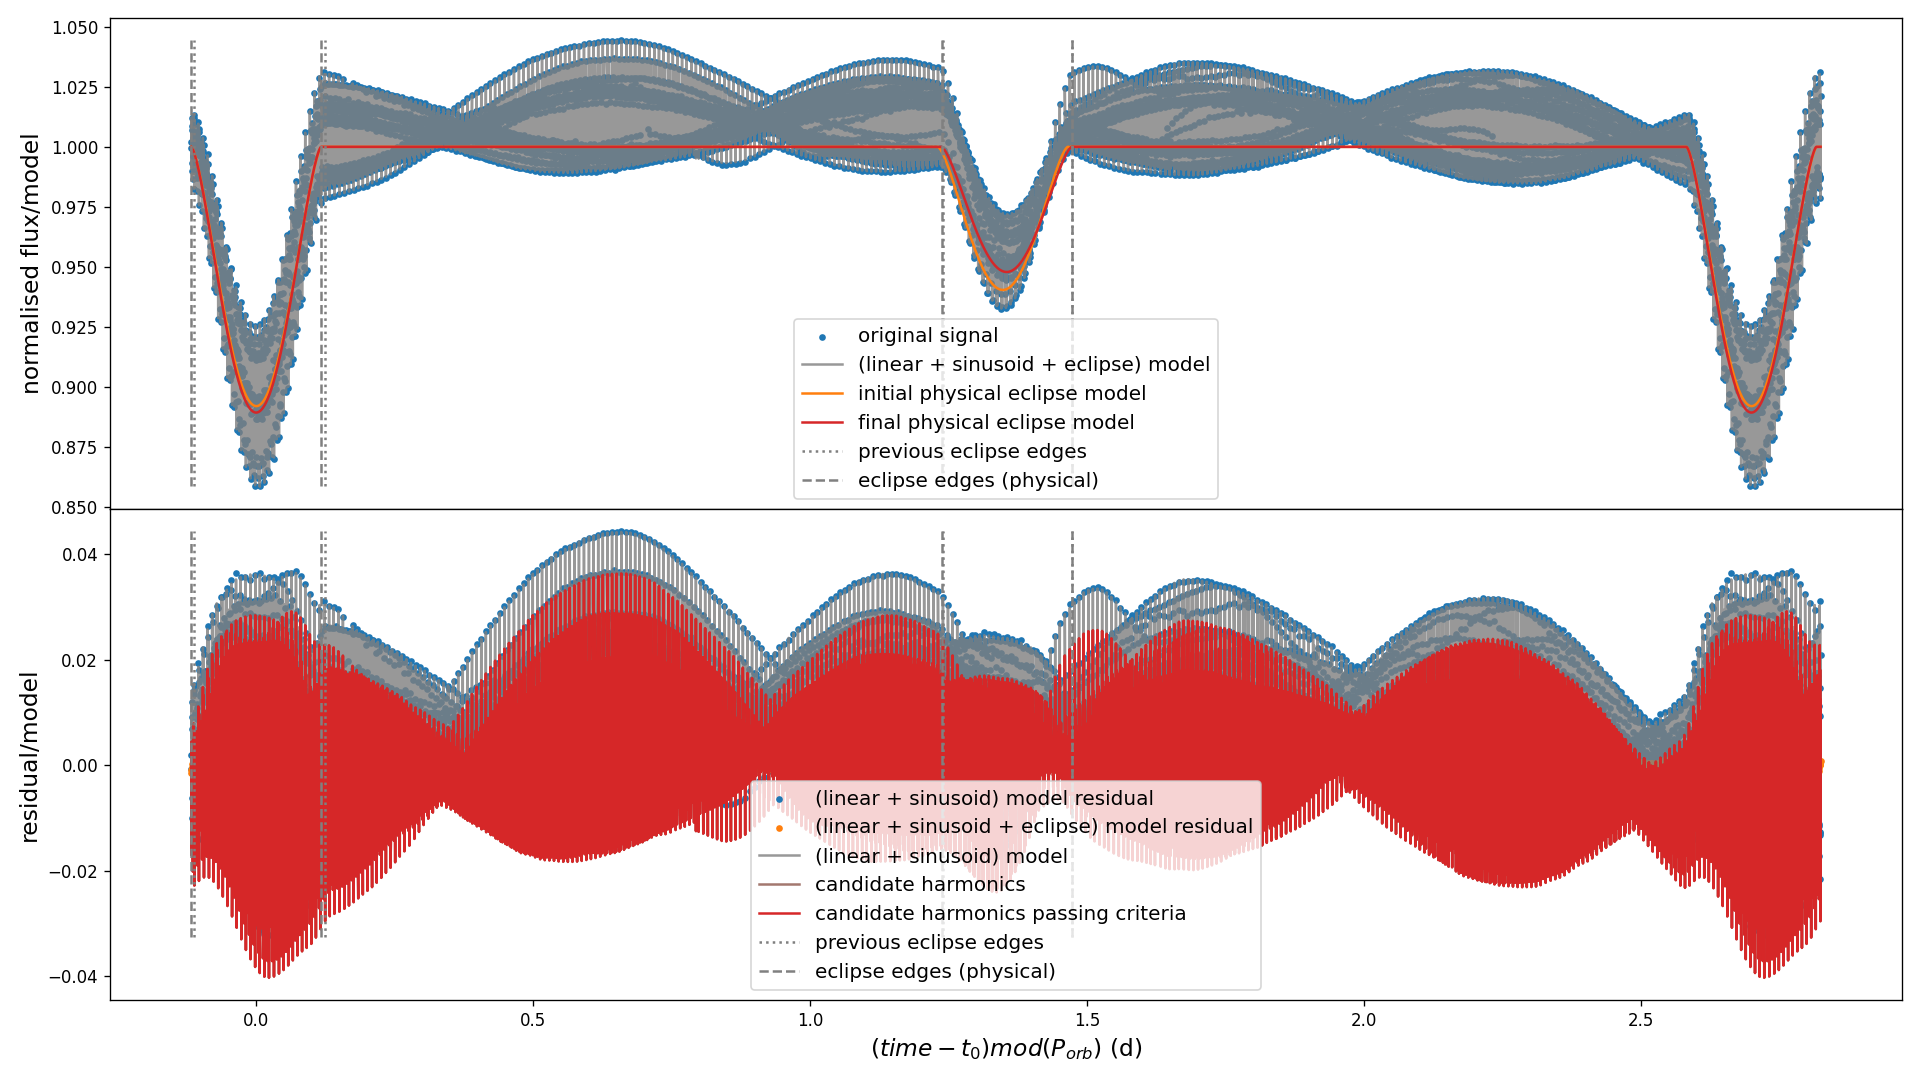 1.050
1.025
1.000
0.975
0.950
0.925
0.900
0.875
0.850
normalised flux/model
original signal
(linear + sinusoid + eclipse) model
initial physical eclipse model
final physical eclipse model
previous eclipse edges
eclipse edges (physical)
0.04
0.02
0.00
−0.02
−0.04
residual/model
(linear + sinusoid) model residual
(linear + sinusoid + eclipse) model residual
(linear + sinusoid) model
candidate harmonics
candidate harmonics passing criteria
previous eclipse edges
eclipse edges (physical)
0.0 0.5 1.0 1.5 2.0 2.5
(time − t₀)mod(P_orb) (d)